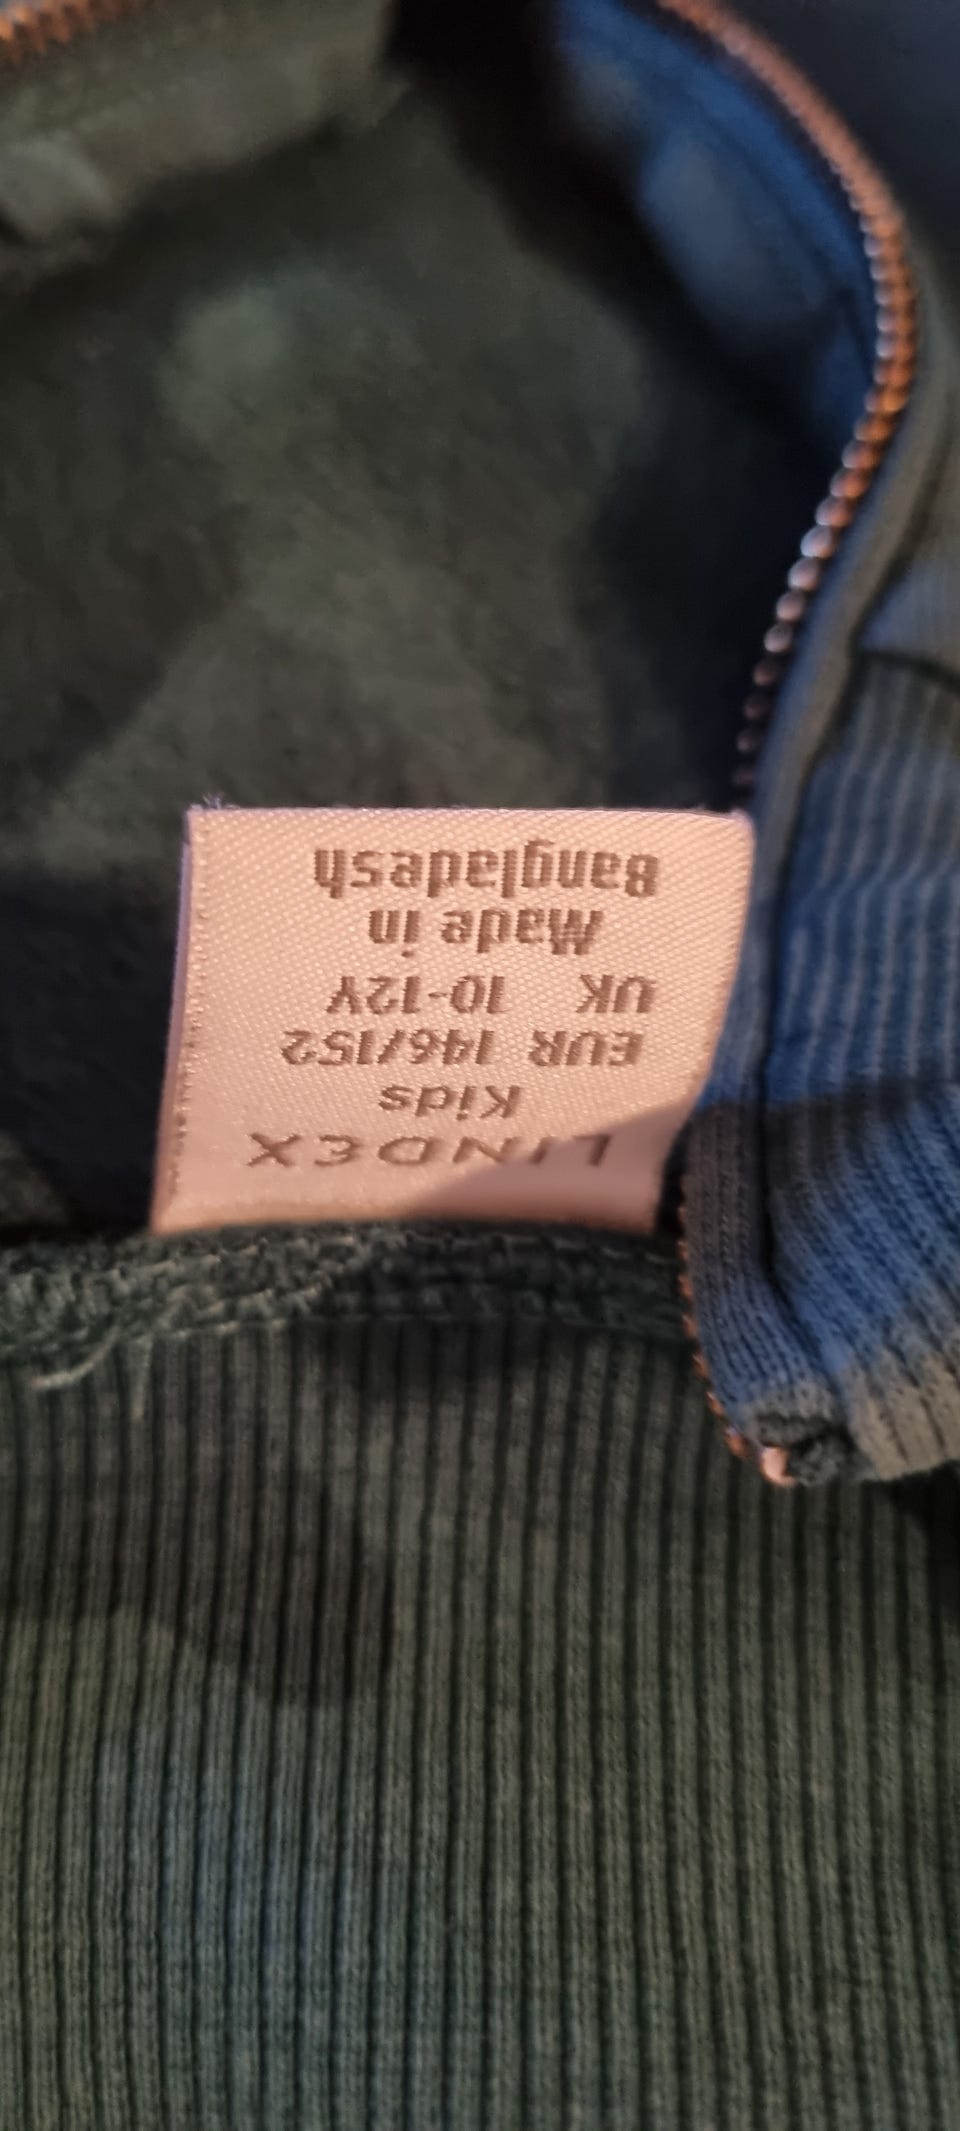 LINDEX
Kids
EUR 146/152
UK 10-12Y
Made in
Bangladesh